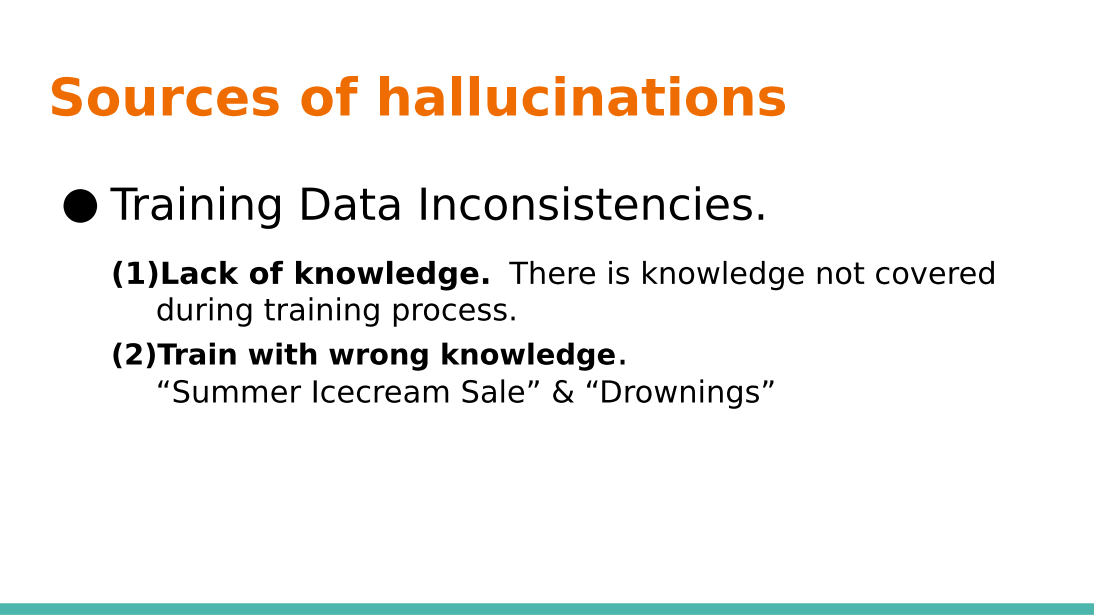 Sources of hallucinations
● Training Data Inconsistencies.
(1)Lack of knowledge.  There is knowledge not covered
during training process.
(2)Train with wrong knowledge.
“Summer Icecream Sale” & “Drownings”